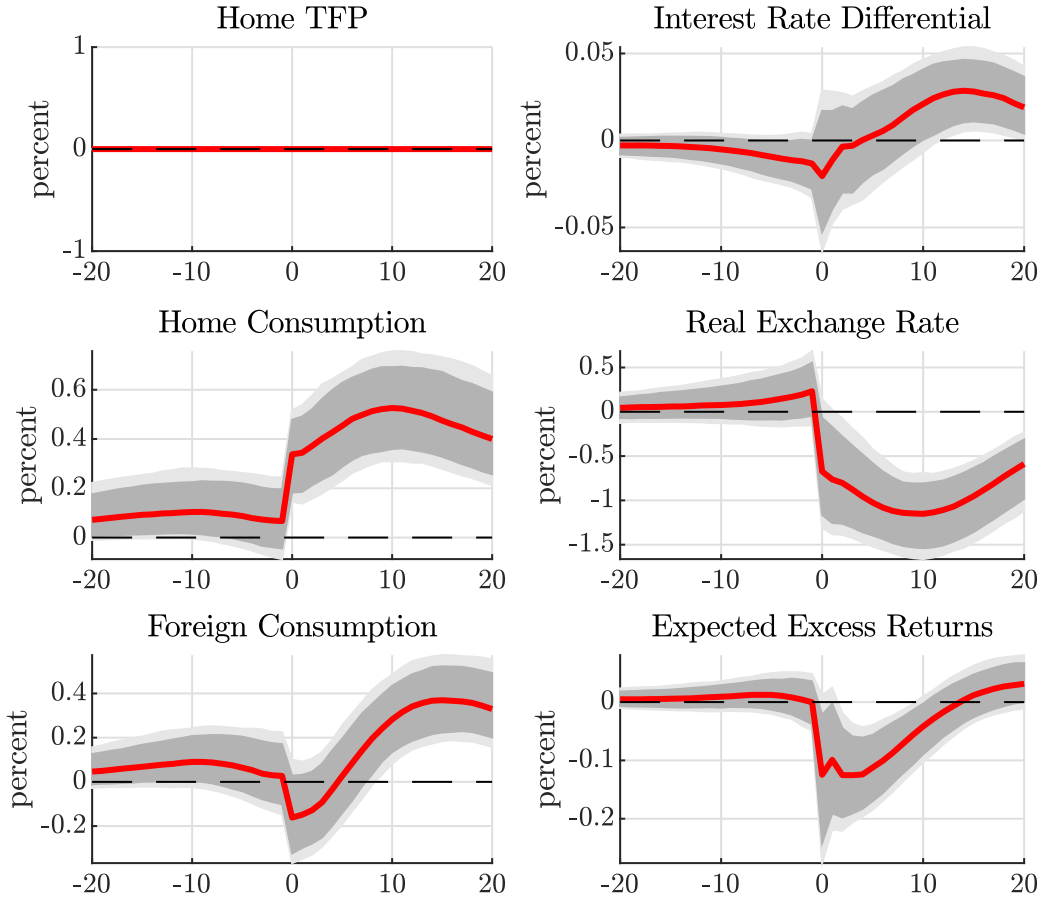 Home TFP
percent
1
0
-1
-20 -10 0 10 20
Interest Rate Differential
percent
0.05
0
-0.05
-20 -10 0 10 20
Home Consumption
percent
0.6
0.4
0.2
0
-20 -10 0 10 20
Real Exchange Rate
percent
0.5
0
-0.5
-1
-1.5
-20 -10 0 10 20
Foreign Consumption
percent
0.4
0.2
0
-0.2
-20 -10 0 10 20
Expected Excess Returns
percent
0
-0.1
-0.2
-20 -10 0 10 20